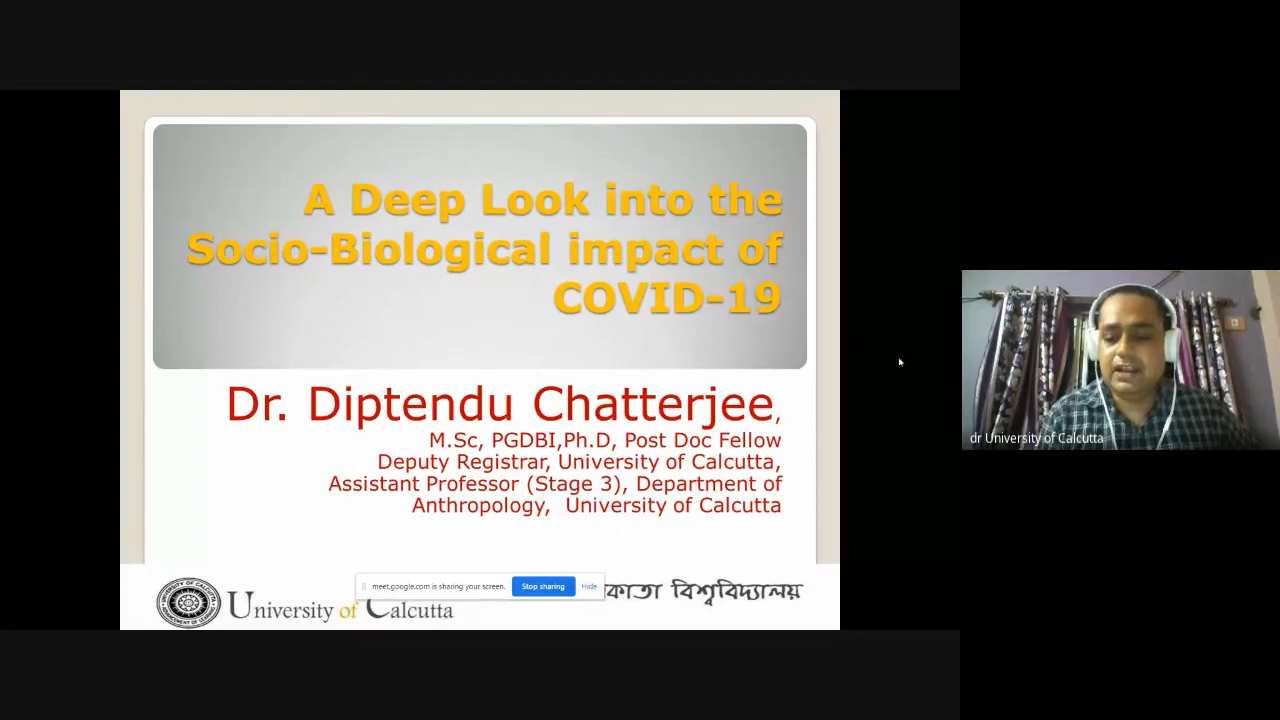 A Deep Look into the
Socio-Biological impact of
COVID-19
Dr. Diptendu Chatterjee,
M.Sc, PGDBI,Ph.D, Post Doc Fellow
Deputy Registrar, University of Calcutta,
Assistant Professor (Stage 3), Department of
Anthropology, University of Calcutta
meet.google.com is sharing your screen. Stop sharing Hide
University of Calcutta
বিশ্ববিদ্যালয়
dr University of Calcutta